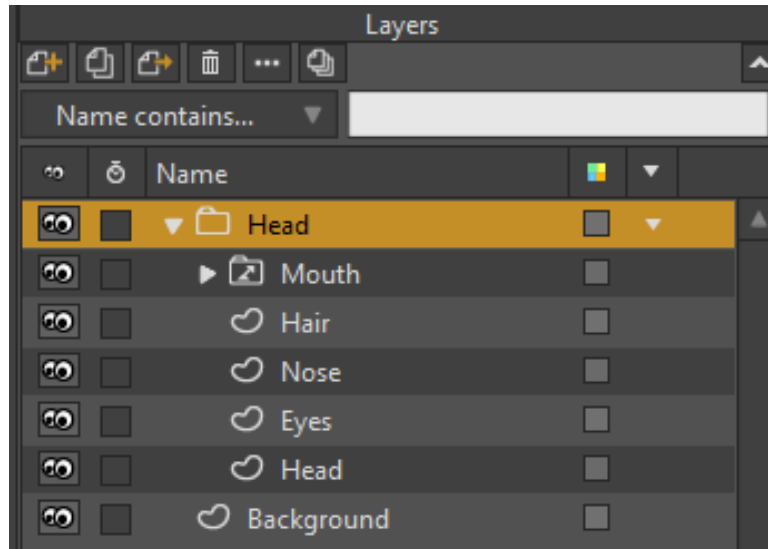 Layers
Name contains...
Name
Head
Mouth
Hair
Nose
Eyes
Head
Background